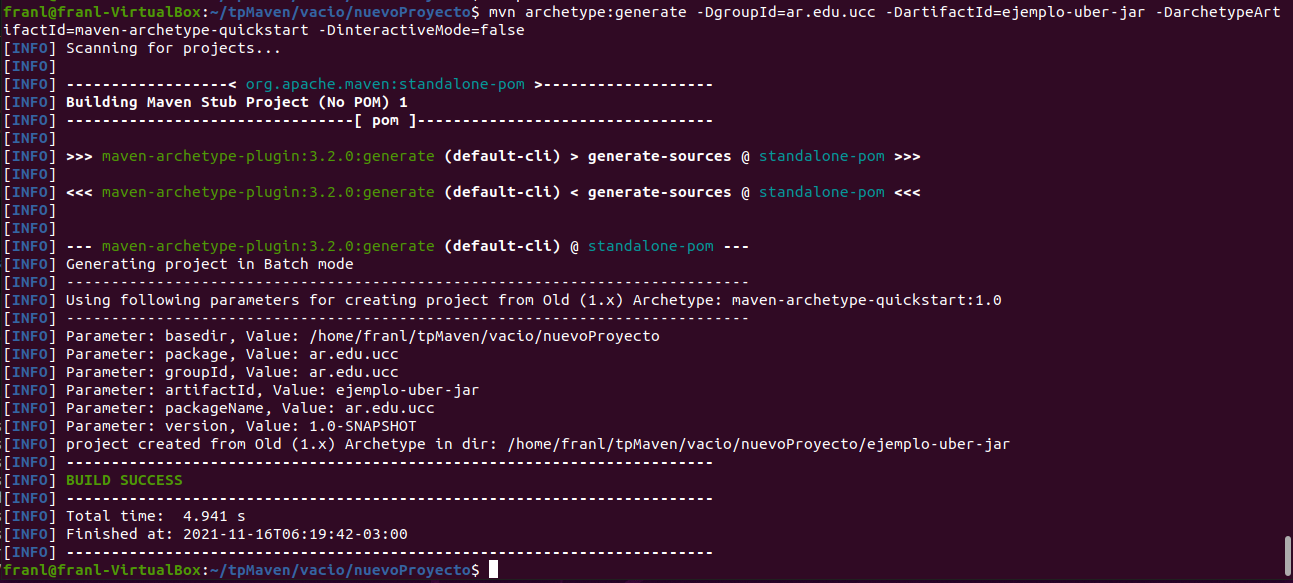 franl@franl-VirtualBox:~/tpMaven/vacio/nuevoProyecto$ mvn archetype:generate -DgroupId=ar.edu.ucc -DartifactId=ejemplo-uber-jar -DarchetypeArt
ifactId=maven-archetype-quickstart -DinteractiveMode=false
[INFO] Scanning for projects...
[INFO]
[INFO] ------------------< org.apache.maven:standalone-pom >-------------------
[INFO] Building Maven Stub Project (No POM) 1
[INFO] --------------------------------[ pom ]---------------------------------
[INFO]
[INFO] >>> maven-archetype-plugin:3.2.0:generate (default-cli) > generate-sources @ standalone-pom >>>
[INFO]
[INFO] <<< maven-archetype-plugin:3.2.0:generate (default-cli) < generate-sources @ standalone-pom <<<
[INFO]
[INFO]
[INFO] --- maven-archetype-plugin:3.2.0:generate (default-cli) @ standalone-pom ---
[INFO] Generating project in Batch mode
[INFO] ----------------------------------------------------------------------------
[INFO] Using following parameters for creating project from Old (1.x) Archetype: maven-archetype-quickstart:1.0
[INFO] ----------------------------------------------------------------------------
[INFO] Parameter: basedir, Value: /home/franl/tpMaven/vacio/nuevoProyecto
[INFO] Parameter: package, Value: ar.edu.ucc
[INFO] Parameter: groupId, Value: ar.edu.ucc
[INFO] Parameter: artifactId, Value: ejemplo-uber-jar
[INFO] Parameter: packageName, Value: ar.edu.ucc
[INFO] Parameter: version, Value: 1.0-SNAPSHOT
[INFO] project created from Old (1.x) Archetype in dir: /home/franl/tpMaven/vacio/nuevoProyecto/ejemplo-uber-jar
[INFO] ------------------------------------------------------------------------
[INFO] BUILD SUCCESS
[INFO] ------------------------------------------------------------------------
[INFO] Total time:  4.941 s
[INFO] Finished at: 2021-11-16T06:19:42-03:00
[INFO] ------------------------------------------------------------------------
franl@franl-VirtualBox:~/tpMaven/vacio/nuevoProyecto$